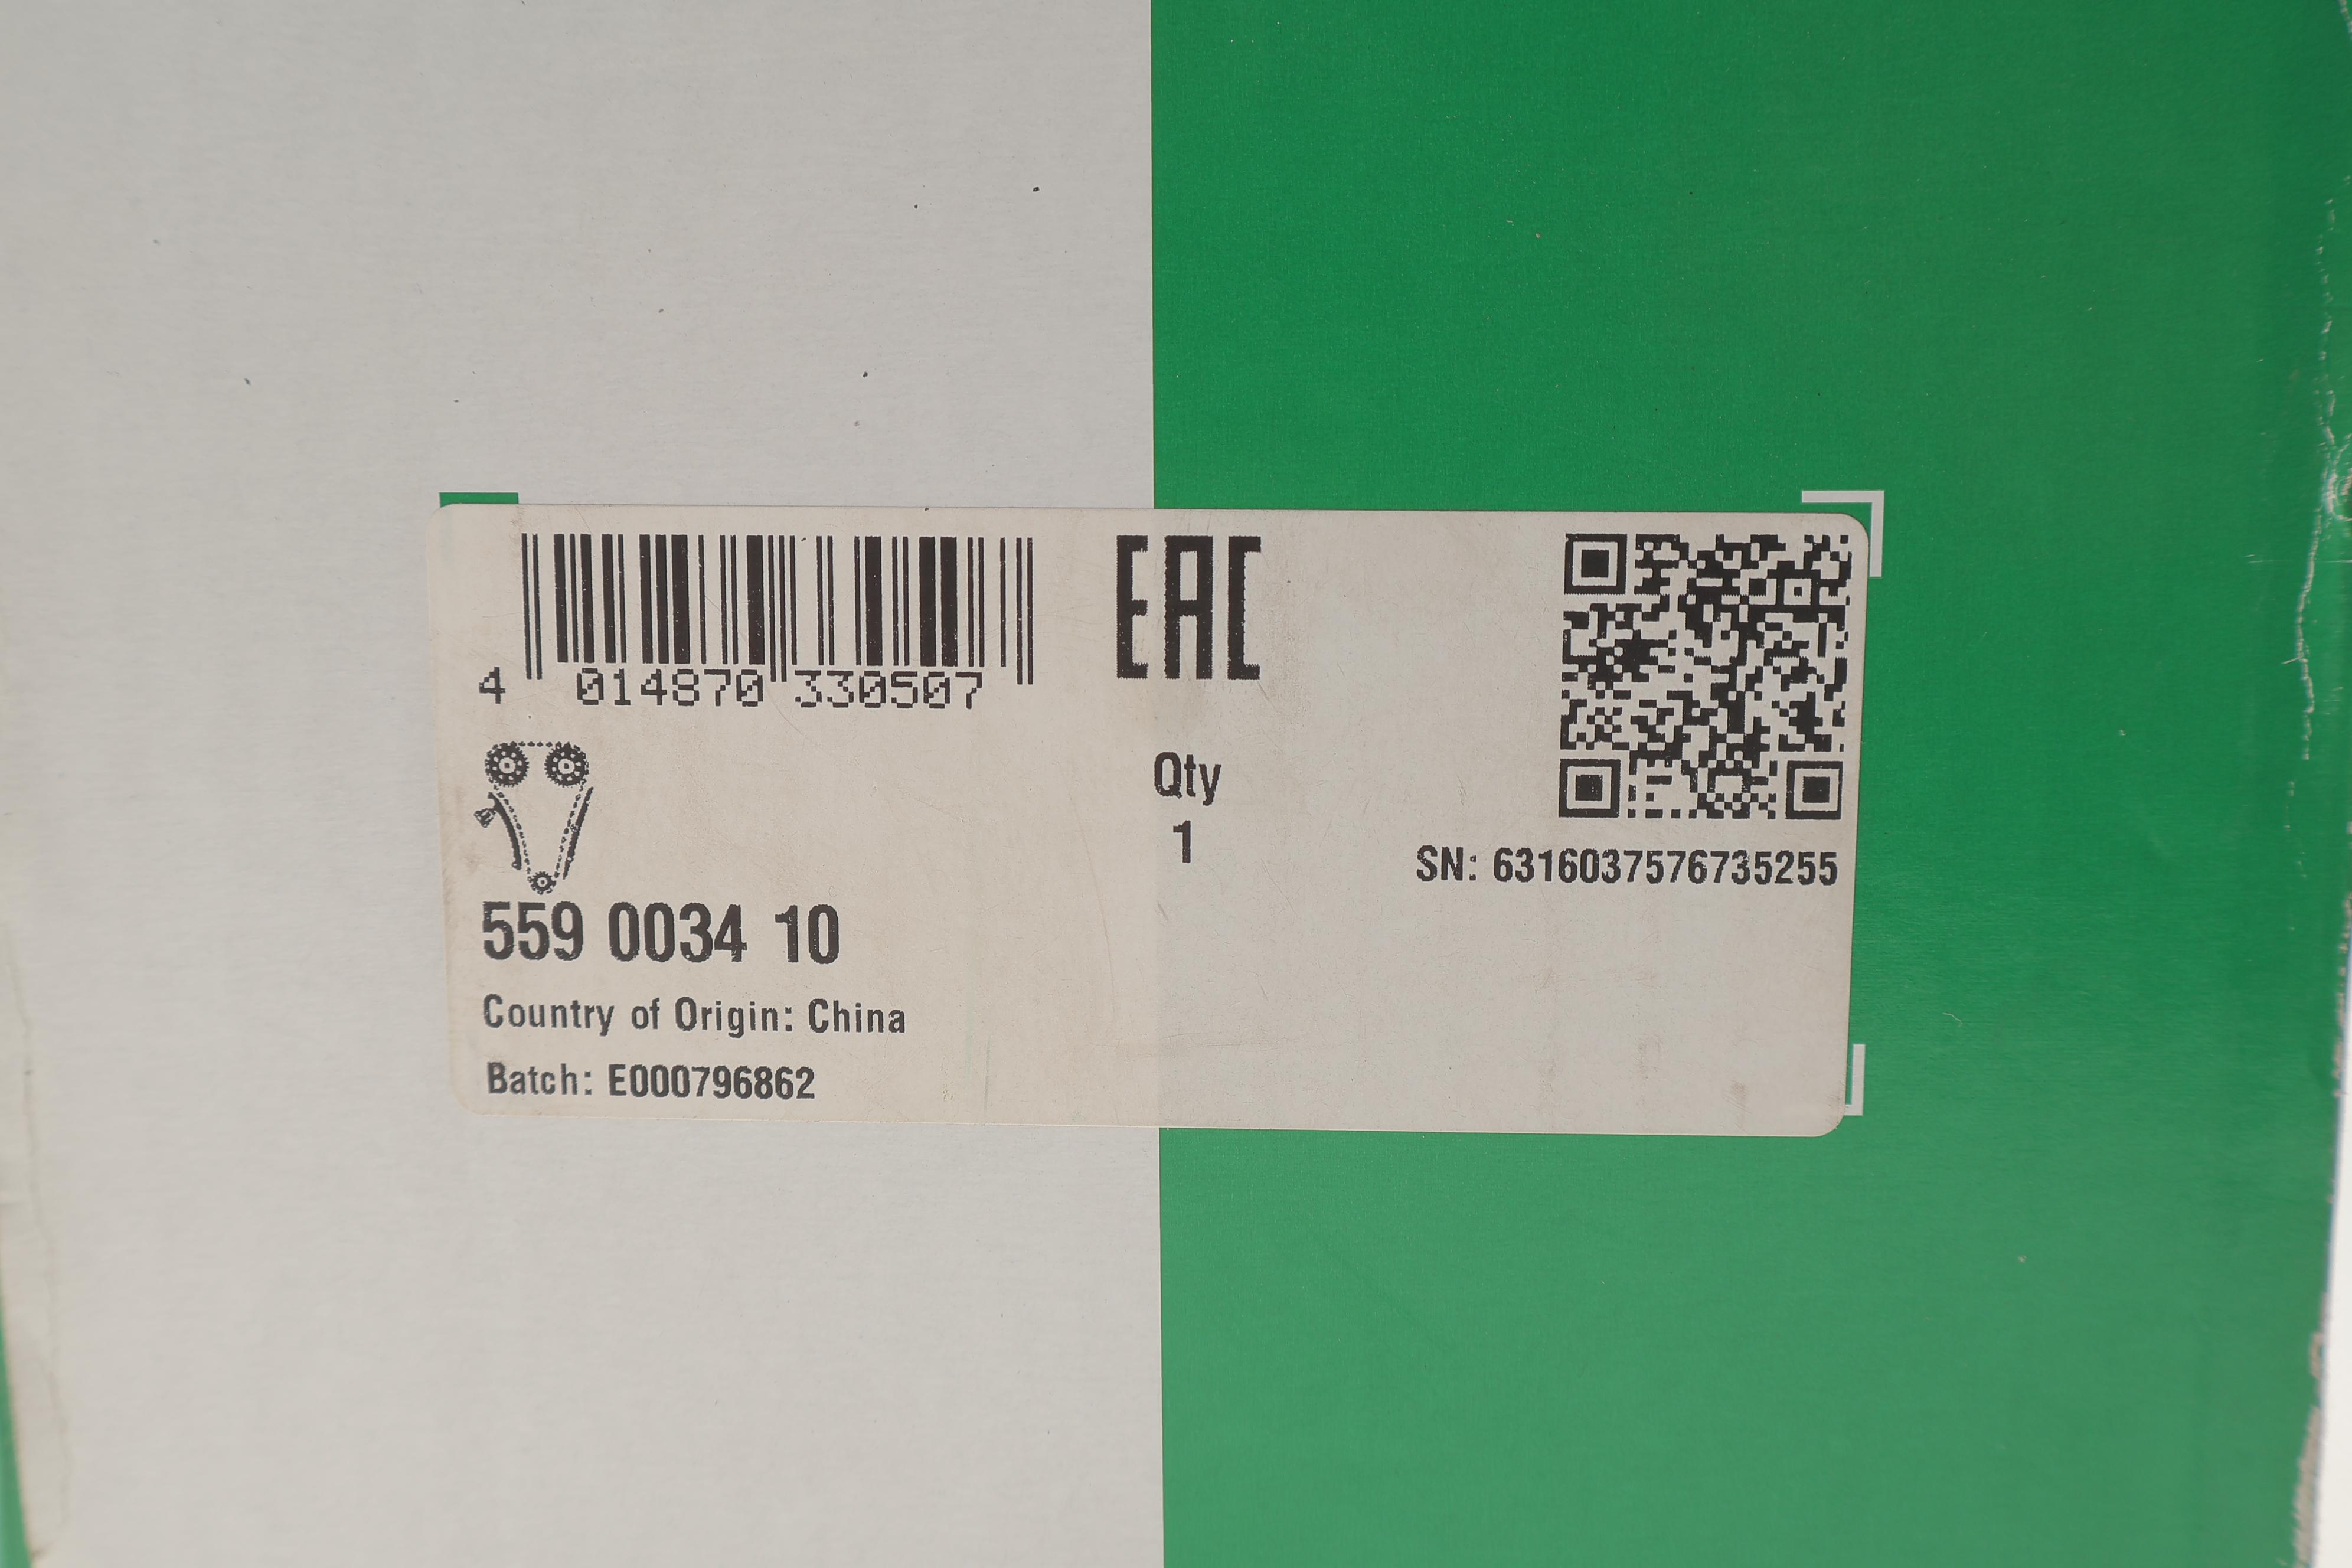 4 014870 330507
EAC
Qty
1
SN: 6316037576735255
559 0034 10
Country of Origin: China
Batch: E000796862